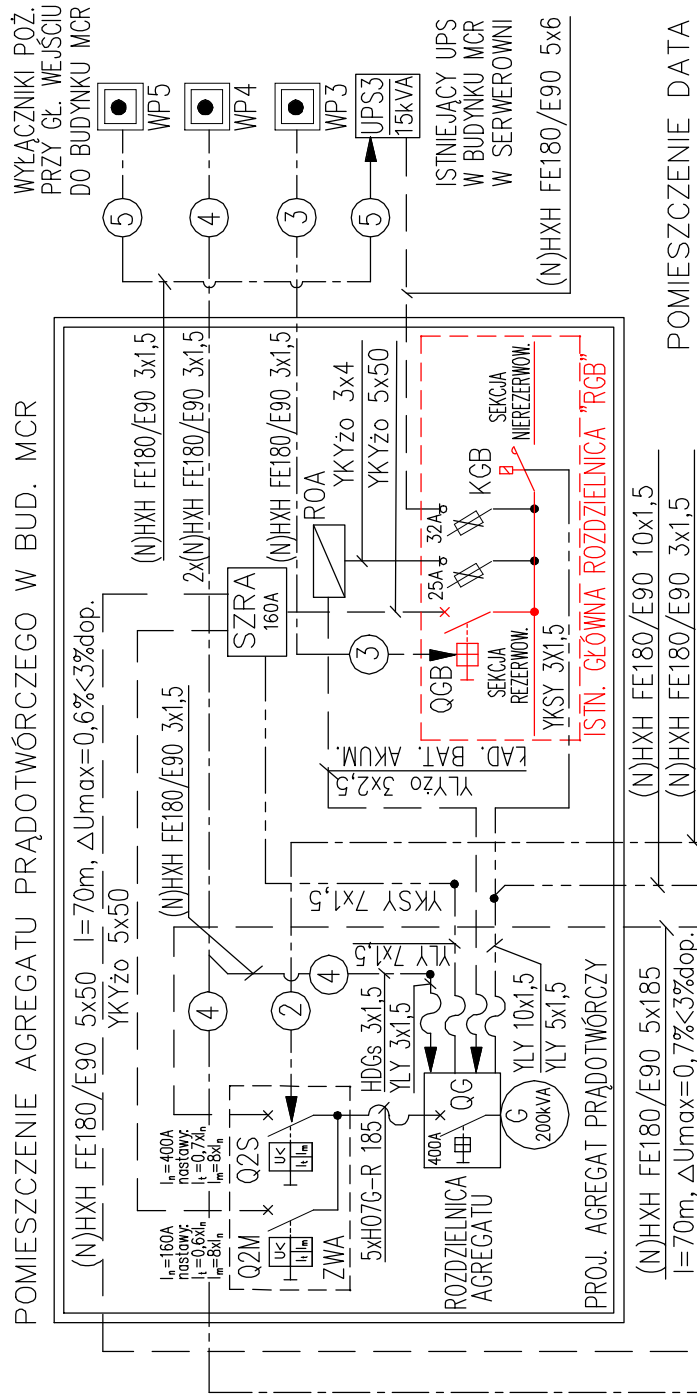 POMIESZCZENIE AGREGATU PRĄDOTWÓRCZEGO W BUD. MCR
WYŁĄCZNIKI POŻ.
PRZY GŁ. WEJŚCIU
DO BUDYNKU MCR
5
WP5
4
WP4
3
WP3
5
UPS3
15kVA
ISTNIEJĄCY UPS
W BUDYNKU MCR
W SERWEROWNI
(N)HXH FE180/E90 5x6
POMIESZCZENIE DATA
(N)HXH FE180/E90 5x50 l=70m, △Umax=0,6%<3%dop.
YKYżo 5x50
(N)HXH FE180/E90 3x1,5
(N)HXH FE180/E90 3x1,5
2x(N)HXH FE180/E90 3x1,5
(N)HXH FE180/E90 3x1,5
SZRA
160A
ROA
YKYżo 3x4
YKYżo 5x50
4
In=160A
nastawy:
It=0,6xIn
Im=8xIn
In=400A
nastawy:
It=0,7xIn
Im=8xIn
Q2M
U<
It Im
Q2S
U<
It Im
ZWA
2
4
3
5xH07G-R 185
HDGs 3x1,5
YLY 3x1,5
YLY 7x1,5
YKSY 7x1,5
YLYżo 3x2,5
ŁAD. BAT. AKUM.
QGB
25A
32A
KGB
SEKCJA
REZERWOW.
SEKCJA
NIEREZERWOW.
YKSY 3X1,5
ISTN. GŁÓWNA ROZDZIELNICA "RGB"
ROZDZIELNICA
AGREGATU
400A
QG
G
200kVA
YLY 10x1,5
YLY 5x1,5
PROJ. AGREGAT PRĄDOTWÓRCZY
(N)HXH FE180/E90 5x185
l=70m, △Umax=0,7%<3%dop.
(N)HXH FE180/E90 10x1,5
(N)HXH FE180/E90 3x1,5